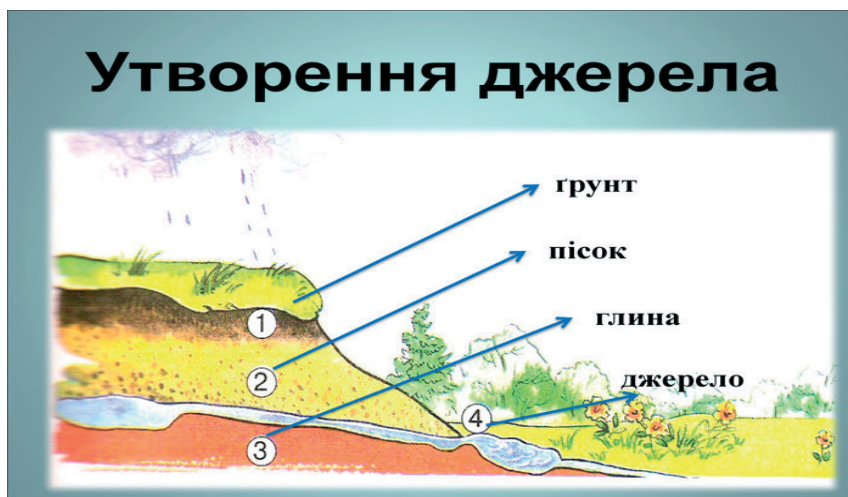 Утворення джерела
ґрунт
пісок
глина
джерело
1
2
3
4